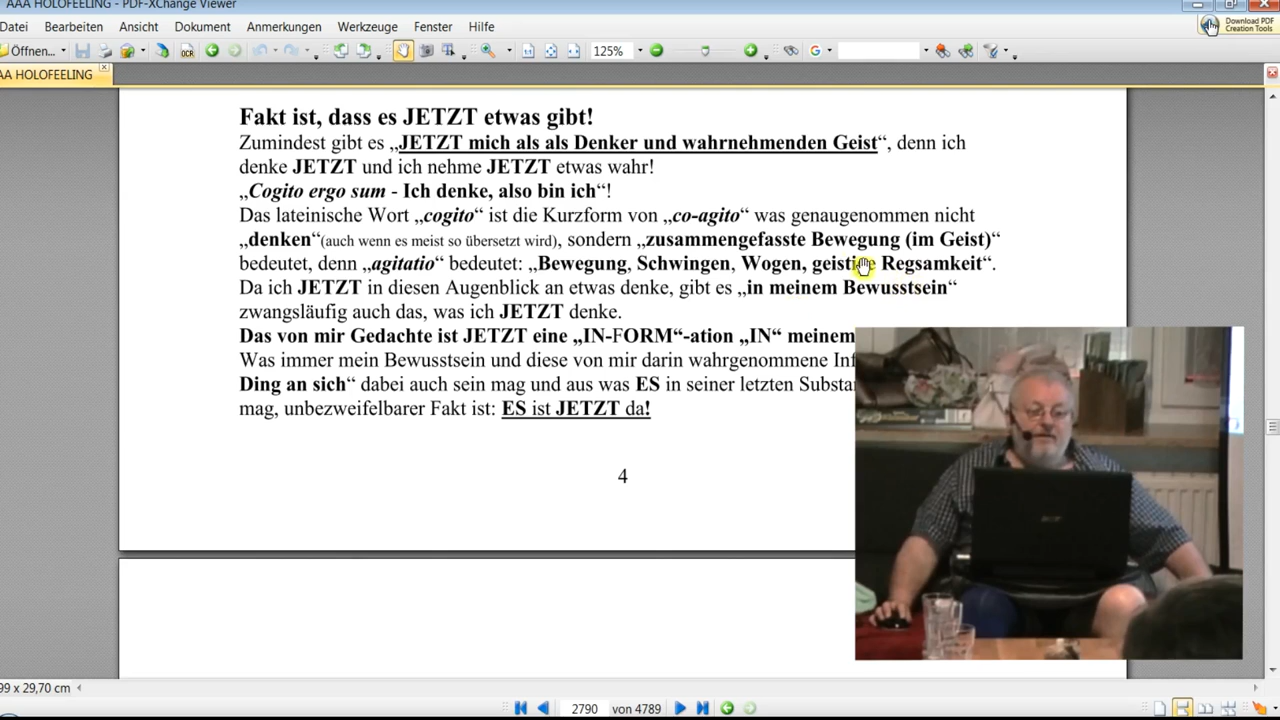 AAA HOLOFEELING - PDF-XChange Viewer
Datei Bearbeiten Ansicht Dokument Anmerkungen Werkzeuge Fenster Hilfe
Download PDF
Creation Tools
Öffnen... OCR 125%
AA HOLOFEELING
Fakt ist, dass es JETZT etwas gibt!
Zumindest gibt es „JETZT mich als als Denker und wahrnehmenden Geist“, denn ich
denke JETZT und ich nehme JETZT etwas wahr!
„Cogito ergo sum - Ich denke, also bin ich“!
Das lateinische Wort „cogito“ ist die Kurzform von „co-agito“ was genaugenommen nicht
„denken“(auch wenn es meist so übersetzt wird), sondern „zusammengefasste Bewegung (im Geist)“
bedeutet, denn „agitatio“ bedeutet: „Bewegung, Schwingen, Wogen, geistige Regsamkeit“.
Da ich JETZT in diesen Augenblick an etwas denke, gibt es „in meinem Bewusstsein“
zwangsläufig auch das, was ich JETZT denke.
Das von mir Gedachte ist JETZT eine „IN-FORM“-ation „IN“ meinem
Was immer mein Bewusstsein und diese von mir darin wahrgenommene
Ding an sich“ dabei auch sein mag und aus was ES in seiner letzten
mag, unbezweifelbarer Fakt ist: ES ist JETZT da!
4
99 x 29,70 cm
2790 von 4789